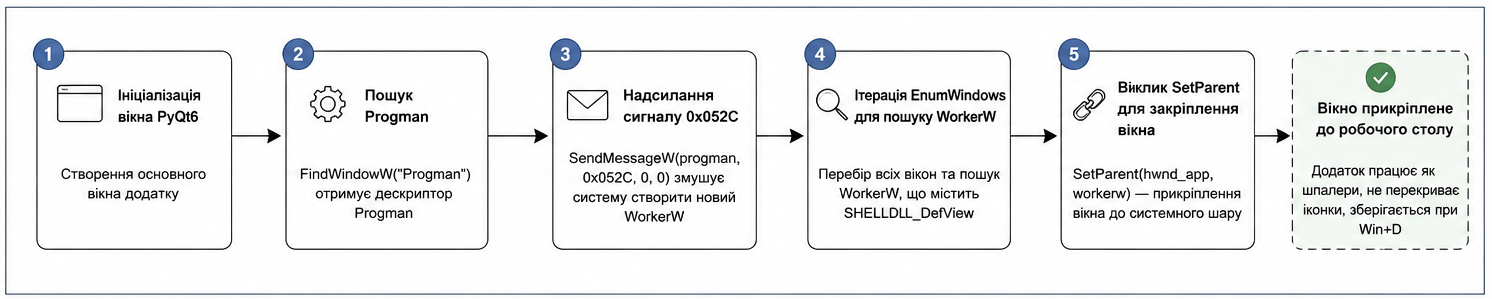 1
Ініціалізація
вікна PyQt6
Створення основного
вікна додатку
2
Пошук
Progman
FindWindowW("Progman")
отримує дескриптор
Progman
3
Надсилання
сигналу 0x052C
SendMessageW(progman,
0x052C, 0, 0) змушує
систему створити новий
WorkerW
4
Ітерація EnumWindows
для пошуку WorkerW
Перебір всіх вікон та пошук
WorkerW, що містить
SHELLDLL_DefView
5
Віклик SetParent
для закріплення
вікна
SetParent(hwnd_app,
workerw) — прикріплення
вікна до системного шару
Вікно прикріплене
до робочого столу
Додаток працює як
шпалери, не перекриває
іконки, зберігається при
Win+D